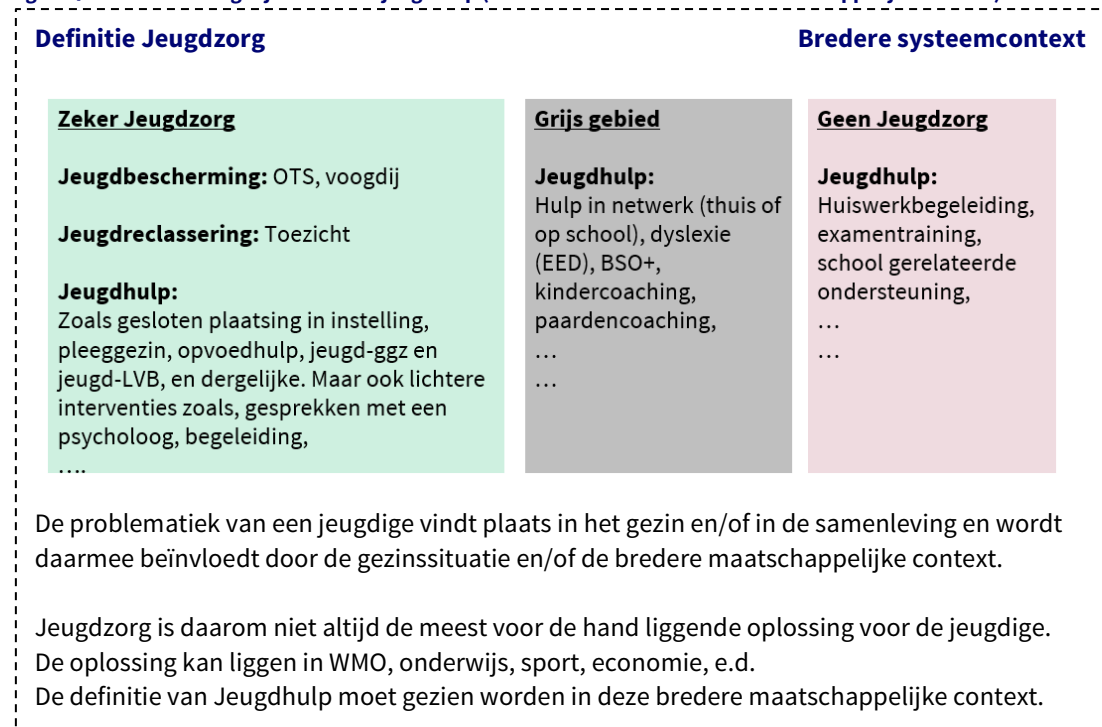 Definitie Jeugdzorg
Bredere systeemcontext
Zeker Jeugdzorg
Jeugdbescherming: OTS, voogdij
Jeugdreclassering: Toezicht
Jeugdhulp:
Zoals gesloten plaatsing in instelling,
pleeggezin, opvoedhulp, jeugd-ggz en
jeugd-LVB, en dergelijke. Maar ook lichtere
interventies zoals, gesprekken met een
psycholoog, begeleiding,
….
Grijs gebied
Jeugdhulp:
Hulp in netwerk (thuis of
op school), dyslexie
(EED), BSO+,
kindercoaching,
paardencoaching,
…
…
Geen Jeugdzorg
Jeugdhulp:
Huiswerkbegeleiding,
examentraining,
school gerelateerde
ondersteuning,
…
…
De problematiek van een jeugdige vindt plaats in het gezin en/of in de samenleving en wordt
daarmee beïnvloedt door de gezinssituatie en/of de bredere maatschappelijke context.
Jeugdzorg is daarom niet altijd de meest voor de hand liggende oplossing voor de jeugdige.
De oplossing kan liggen in WMO, onderwijs, sport, economie, e.d.
De definitie van Jeugdhulp moet gezien worden in deze bredere maatschappelijke context.